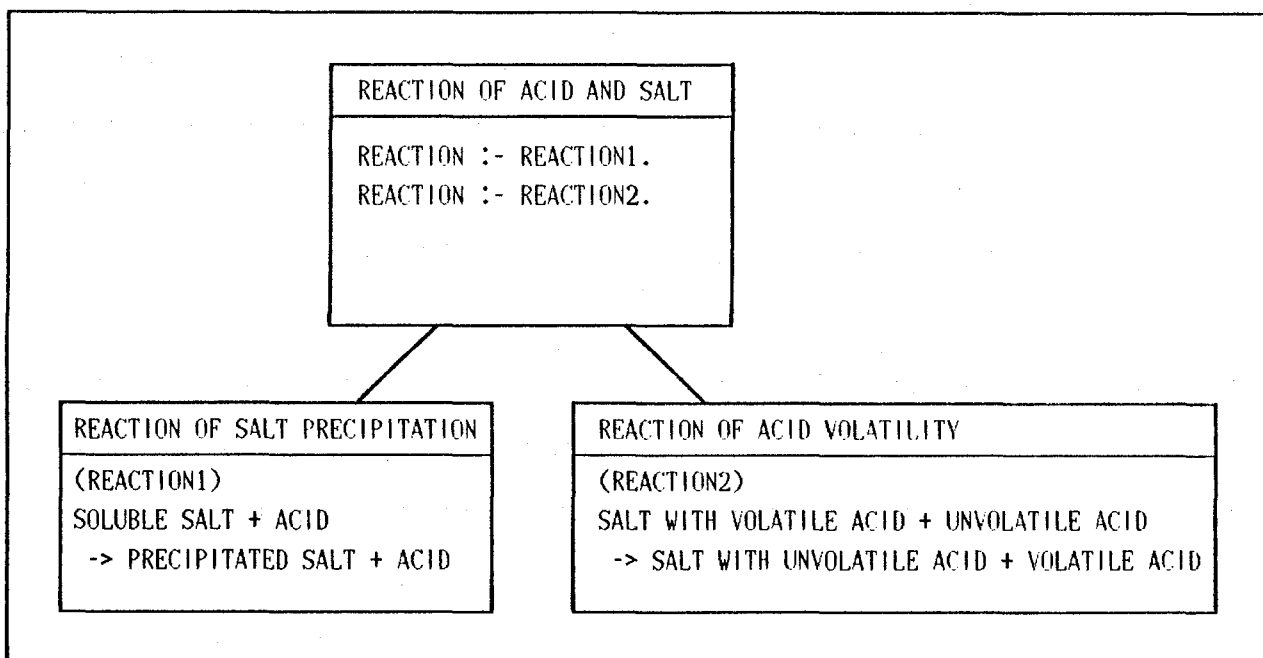 REACTION OF ACID AND SALT
REACTION :- REACTION1.
REACTION :- REACTION2.
REACTION OF SALT PRECIPITATION
(REACTION1)
SOLUBLE SALT + ACID
-> PRECIPITATED SALT + ACID
REACTION OF ACID VOLATILITY
(REACTION2)
SALT WITH VOLATILE ACID + UNVOLATILE ACID
-> SALT WITH UNVOLATILE ACID + VOLATILE ACID